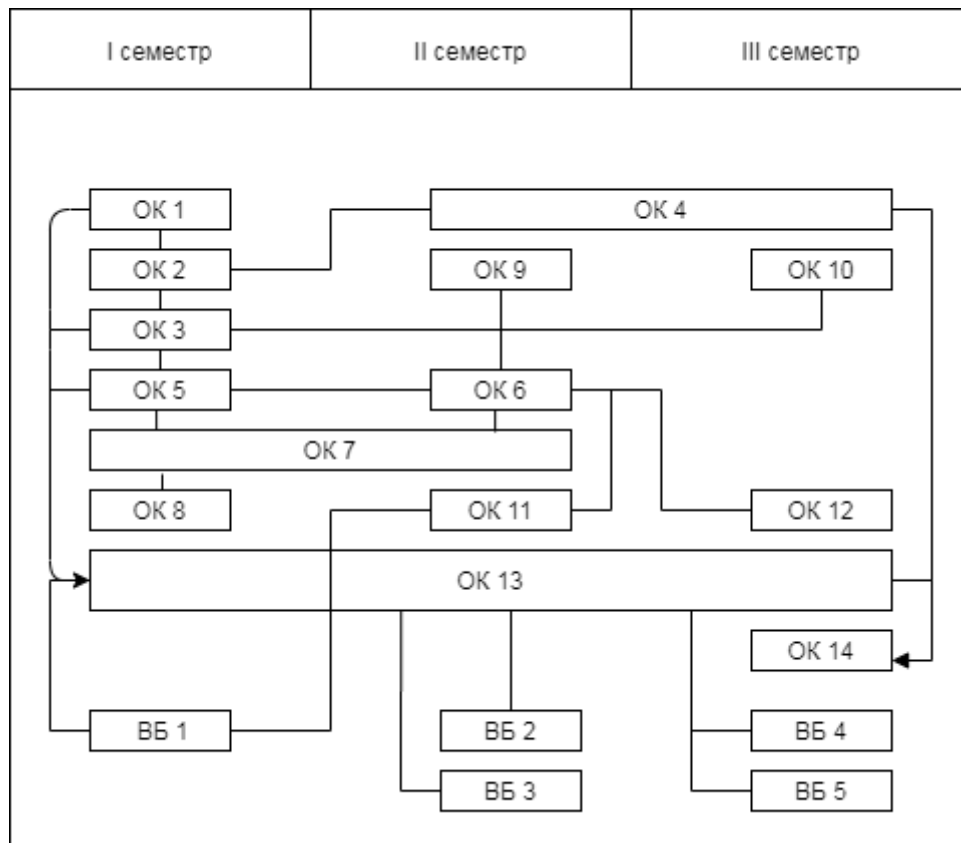 I семестр
II семестр
III семестр
ОК 1
ОК 4
ОК 2
ОК 9
ОК 10
ОК 3
ОК 5
ОК 6
ОК 7
ОК 8
ОК 11
ОК 12
ОК 13
ОК 14
ВБ 1
ВБ 2
ВБ 4
ВБ 3
ВБ 5